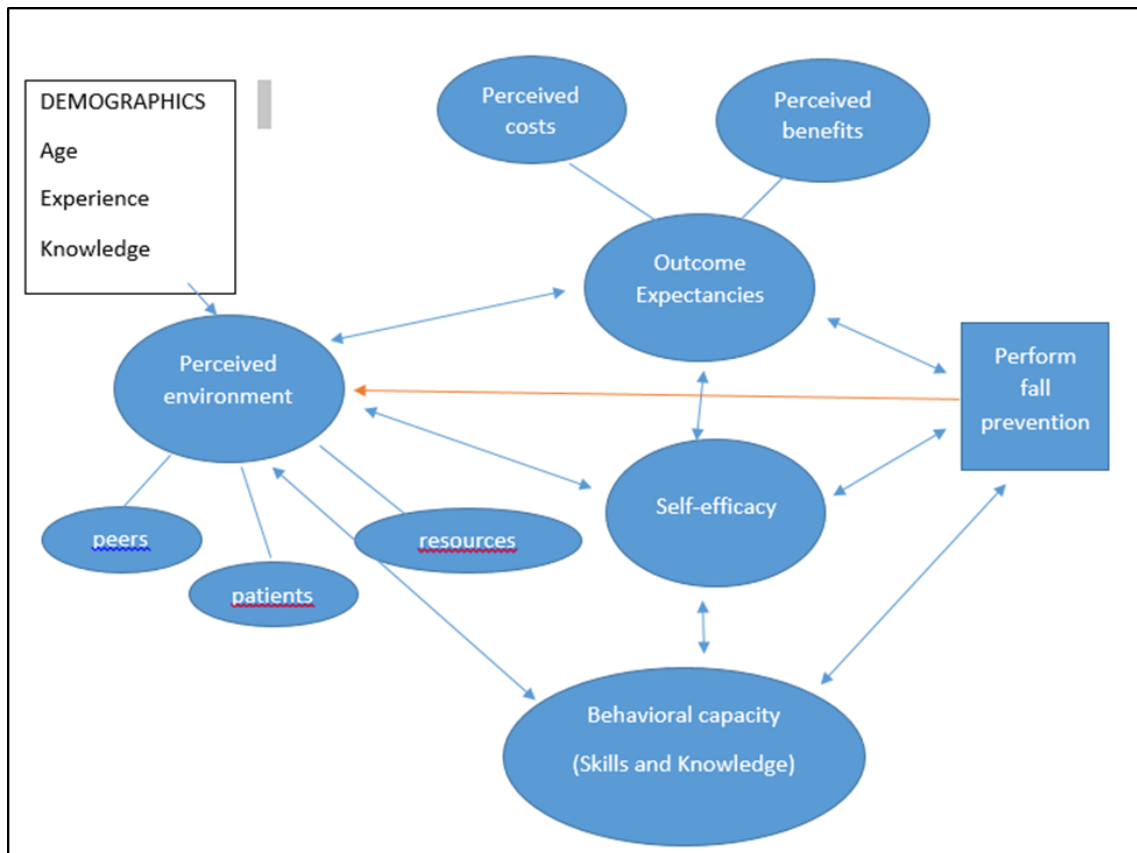 DEMOGRAPHICS
Age
Experience
Knowledge
Perceived
costs
Perceived
benefits
Outcome
Expectancies
Perceived
environment
Perform
fall
prevention
Self-efficacy
peers
resources
patients
Behavioral capacity
(Skills and Knowledge)